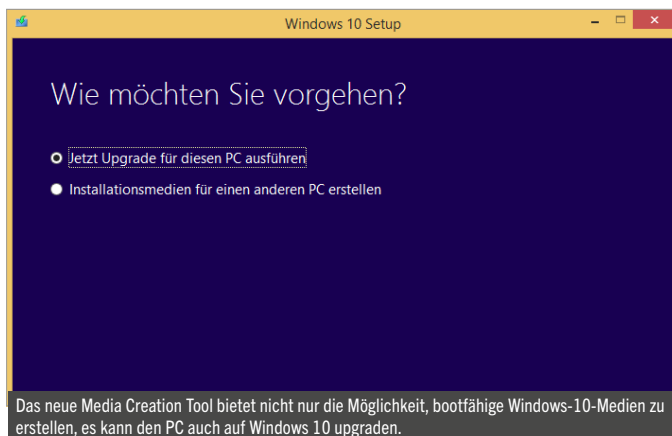 Windows 10 Setup
Wie möchten Sie vorgehen?
Jetzt Upgrade für diesen PC ausführen
Installationsmedien für einen anderen PC erstellen
Das neue Media Creation Tool bietet nicht nur die Möglichkeit, bootfähige Windows-10-Medien zu
erstellen, es kann den PC auch auf Windows 10 upgraden.